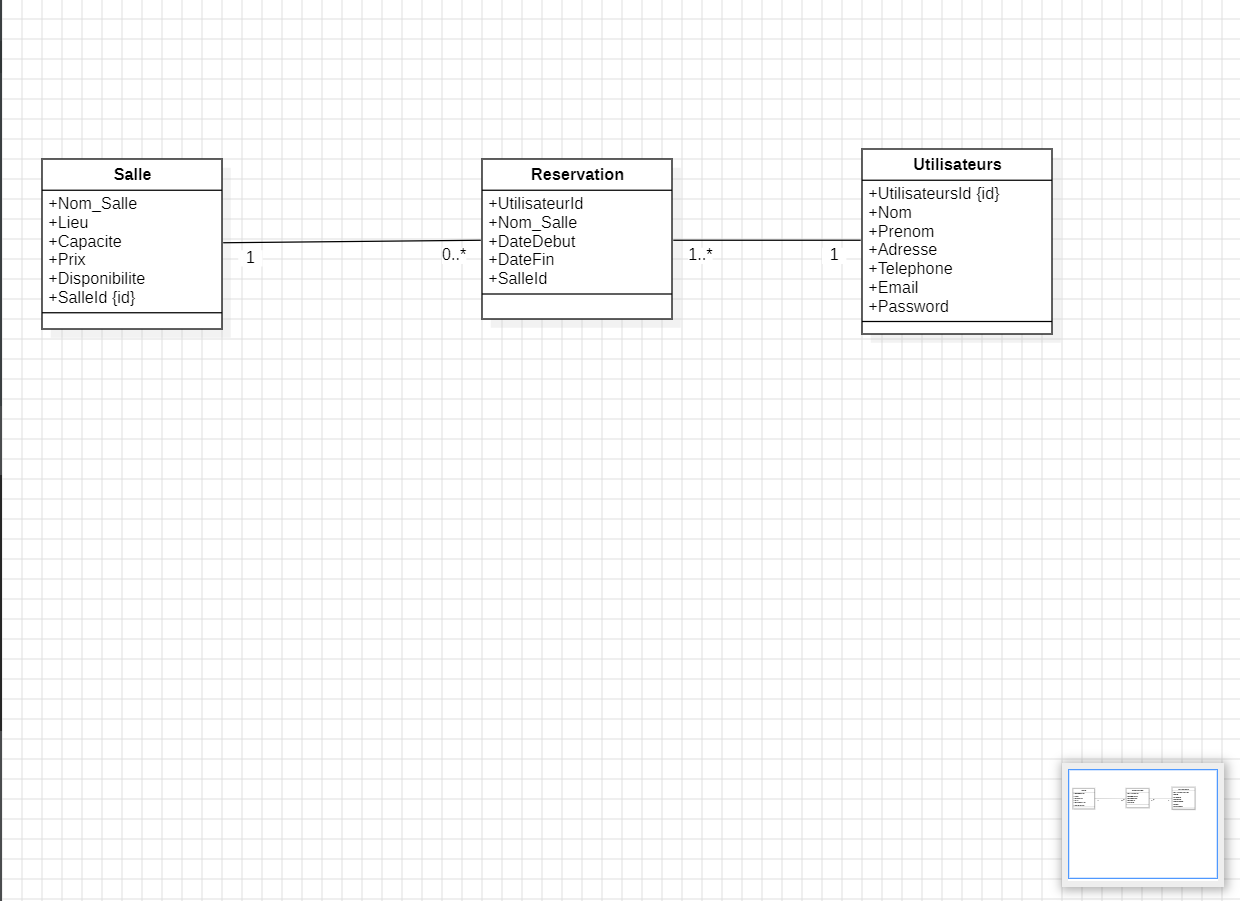 Salle
+Nom_Salle
+Lieu
+Capacite
+Prix
+Disponibilite
+SalleId {id}
1
0..*
Reservation
+UtilisateurId
+Nom_Salle
+DateDebut
+DateFin
+SalleId
1..*
1
Utilisateurs
+UtilisateursId {id}
+Nom
+Prenom
+Adresse
+Telephone
+Email
+Password